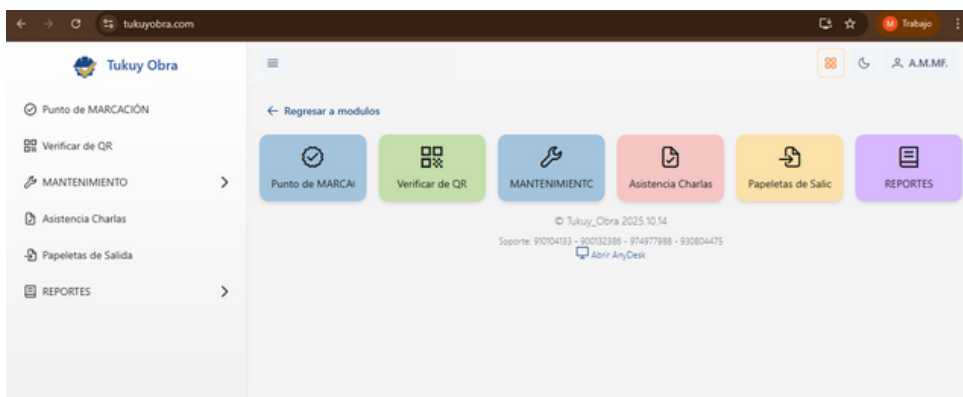 tukuyobra.com
M Trabajo
Tukuy Obra
A.M.MF.
Punto de MARCACIÓN
Verificar de QR
MANTENIMIENTO
Asistencia Charlas
Papeletas de Salida
REPORTES
Regresar a modulos
Punto de MARCA
Verificar de QR
MANTENIMIENTC
Asistencia Charlas
Papeletas de Salic
REPORTES
© Tukuy_Obra 2025.10.14
Soporte: 910104133 - 900132386 - 974977988 - 930804475
Abrir AnyDesk